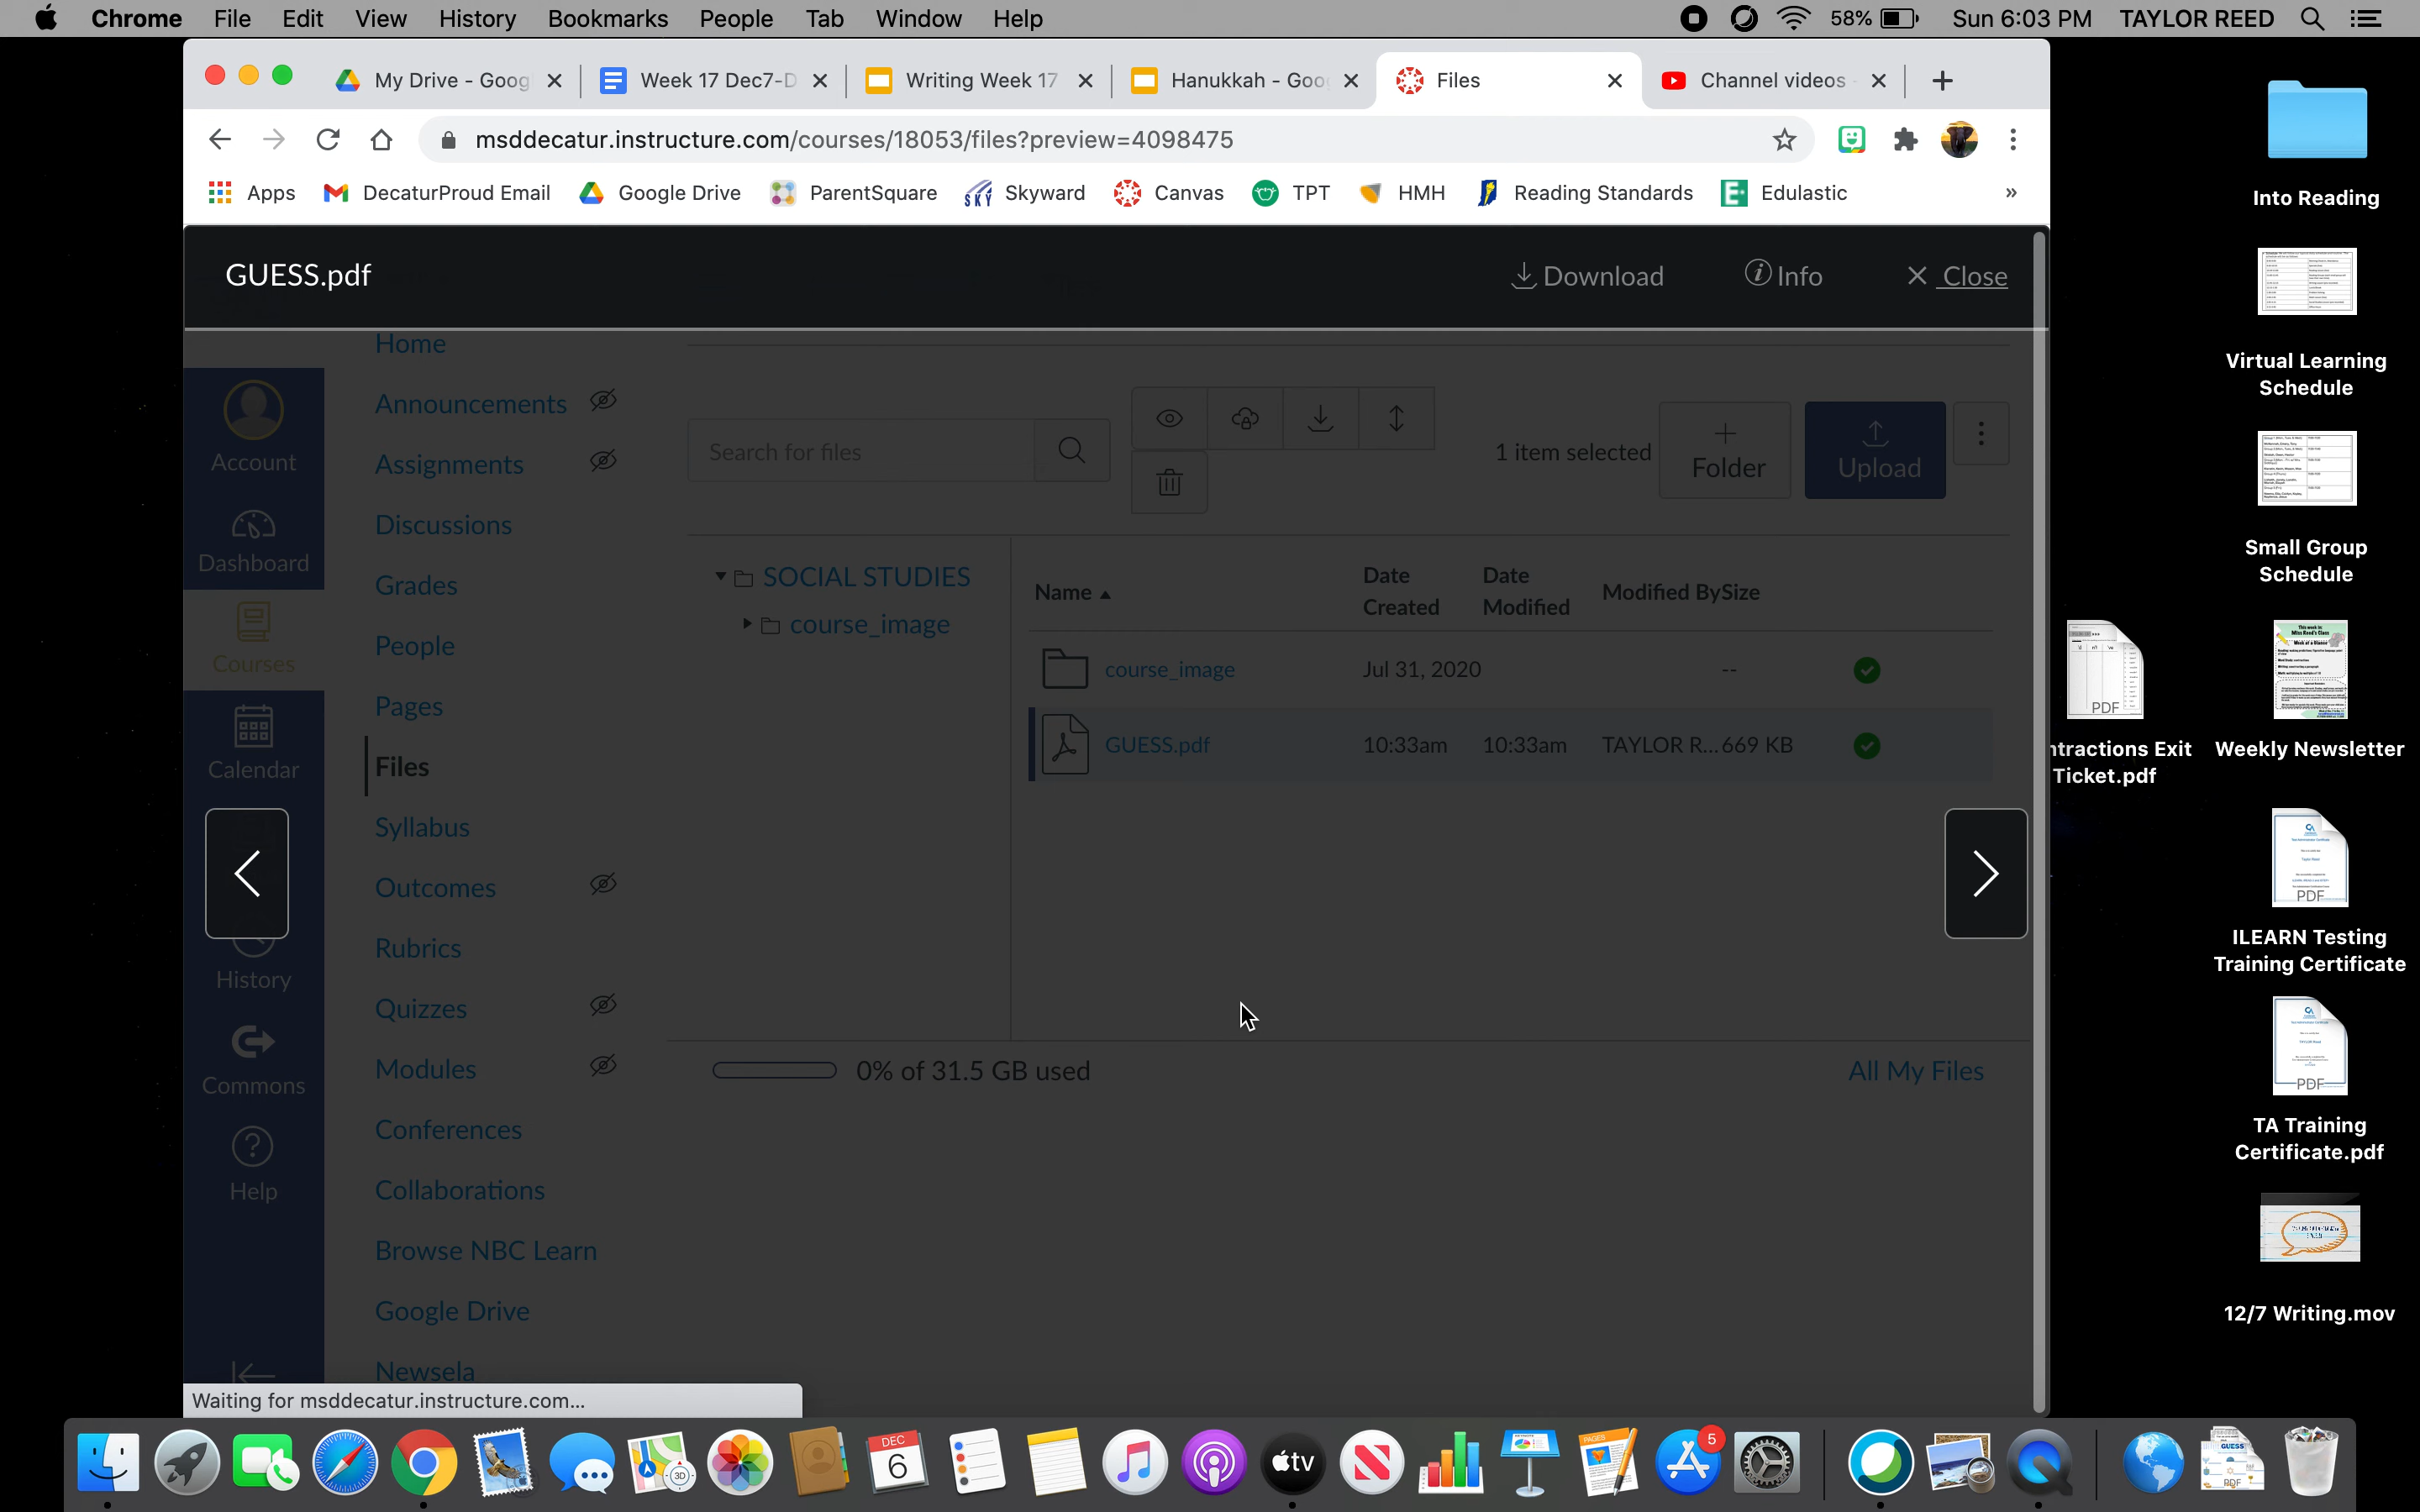 Chrome File Edit View History Bookmarks People Tab Window Help
58% Sun 6:03 PM TAYLOR REED
My Drive - Goog
Week 17 Dec7-D
Writing Week 17
Hanukkah - Goo
Files
Channel videos
msddecatur.instructure.com/courses/18053/files?preview=4098475
Apps
DecaturProud Email
Google Drive
ParentSquare
Skyward
Canvas
TPT
HMH
Reading Standards
Edulastic
»
GUESS.pdf
Download
Info
Close
Account
Dashboard
Courses
Calendar
History
Commons
Help
Home
Announcements
Assignments
Discussions
Grades
People
Pages
Files
Syllabus
Outcomes
Rubrics
Quizzes
Modules
Conferences
Collaborations
Browse NBC Learn
Google Drive
Newsela
Search for files
1 item selected
+ Folder
Upload
SOCIAL STUDIES
course_image
Name
Date Created
Date Modified
Modified By
Size
course_image
Jul 31, 2020
--
GUESS.pdf
10:33am
10:33am
TAYLOR R...
669 KB
0% of 31.5 GB used
All My Files
Waiting for msddecatur.instructure.com...
Into Reading
Virtual Learning
Schedule
Small Group
Schedule
PDF
ntractions Exit
Ticket.pdf
Weekly Newsletter
PDF
ILEARN Testing
Training Certificate
PDF
TA Training
Certificate.pdf
12/7 Writing.mov
3D
DEC
6
tv
PAGES
5
GUESS
PDF